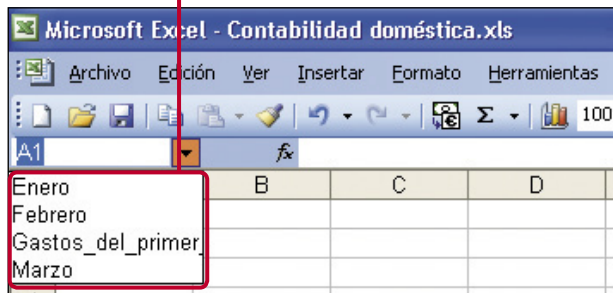 Microsoft Excel - Contabilidad doméstica.xls
Archivo Edición Ver Insertar Formato Herramientas
Σ 100
A1 fx
Enero B C D
Febrero
Gastos_del_primer_
Marzo